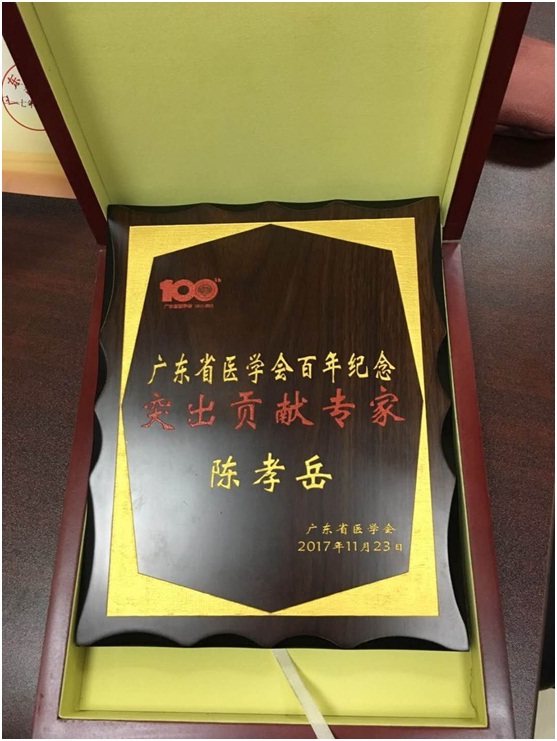 100th
广东省医学会百年纪念
突出贡献专家
陈孝岳
广东省医学会
2017年11月23日